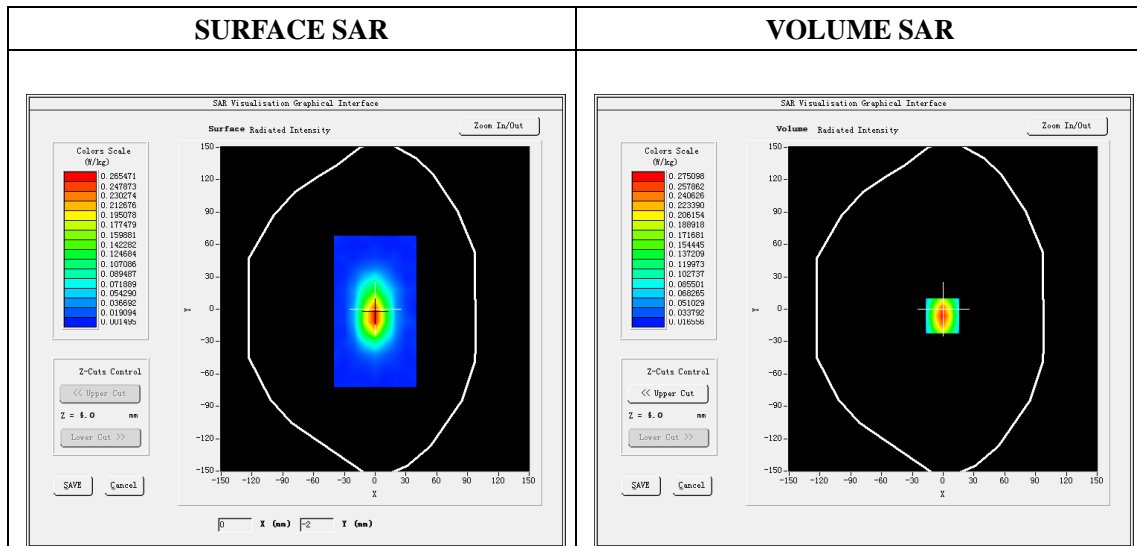 SURFACE SAR
VOLUME SAR
SAR Visualisation Graphical Interface
Surface Radiated Intensity
Zoom In/Out
Colors Scale
(W/kg)
0.265471
0.247873
0.230274
0.212676
0.195078
0.177479
0.159881
0.142282
0.124684
0.107086
0.089487
0.071889
0.054290
0.036692
0.019094
0.001495
Z-Cuts Control
<< Upper Cut
Z = 4.0 mm
Lower Cut >>
SAVE
Cancel
150
120
90
60
30
0
-30
-60
-90
-120
-150
Y
-150 -120 -90 -60 -30 0 30 60 90 120 150
X
0 X (mm) -2 Y (mm)
SAR Visualisation Graphical Interface
Volume Radiated Intensity
Zoom In/Out
Colors Scale
(W/kg)
0.275098
0.257862
0.240626
0.223390
0.206154
0.188918
0.171681
0.154445
0.137209
0.119973
0.102737
0.085501
0.068265
0.051029
0.033792
0.016556
Z-Cuts Control
<< Upper Cut
Z = 4.0 mm
Lower Cut >>
SAVE
Cancel
150
120
90
60
30
0
-30
-60
-90
-120
-150
Y
-150 -120 -90 -60 -30 0 30 60 90 120 150
X